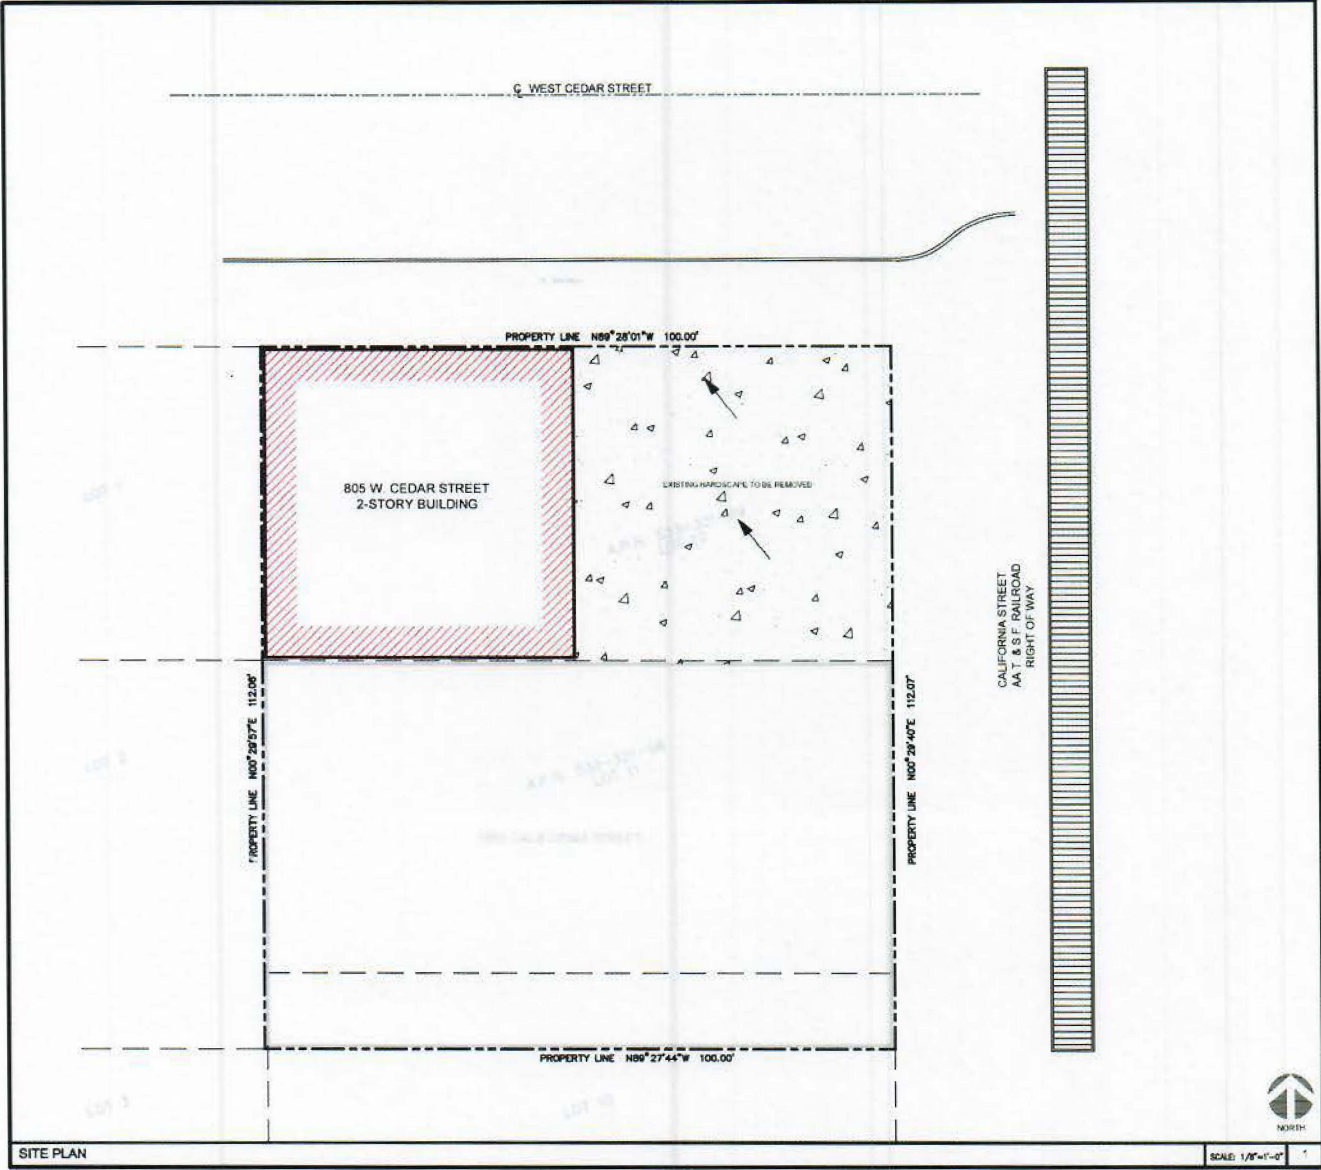 ℄ WEST CEDAR STREET
PROPERTY LINE N89°28'01"W 100.00'
805 W. CEDAR STREET
2-STORY BUILDING
EXISTING HARDSCAPE TO BE REMOVED
CALIFORNIA STREET
AA T & S F RAILROAD
RIGHT OF WAY
PROPERTY LINE N00°29'57"E 112.06'
PROPERTY LINE N00°29'40"E 112.07'
PROPERTY LINE N89°27'44"W 100.00'
NORTH
SITE PLAN
SCALE: 1/8"=1'-0"
1